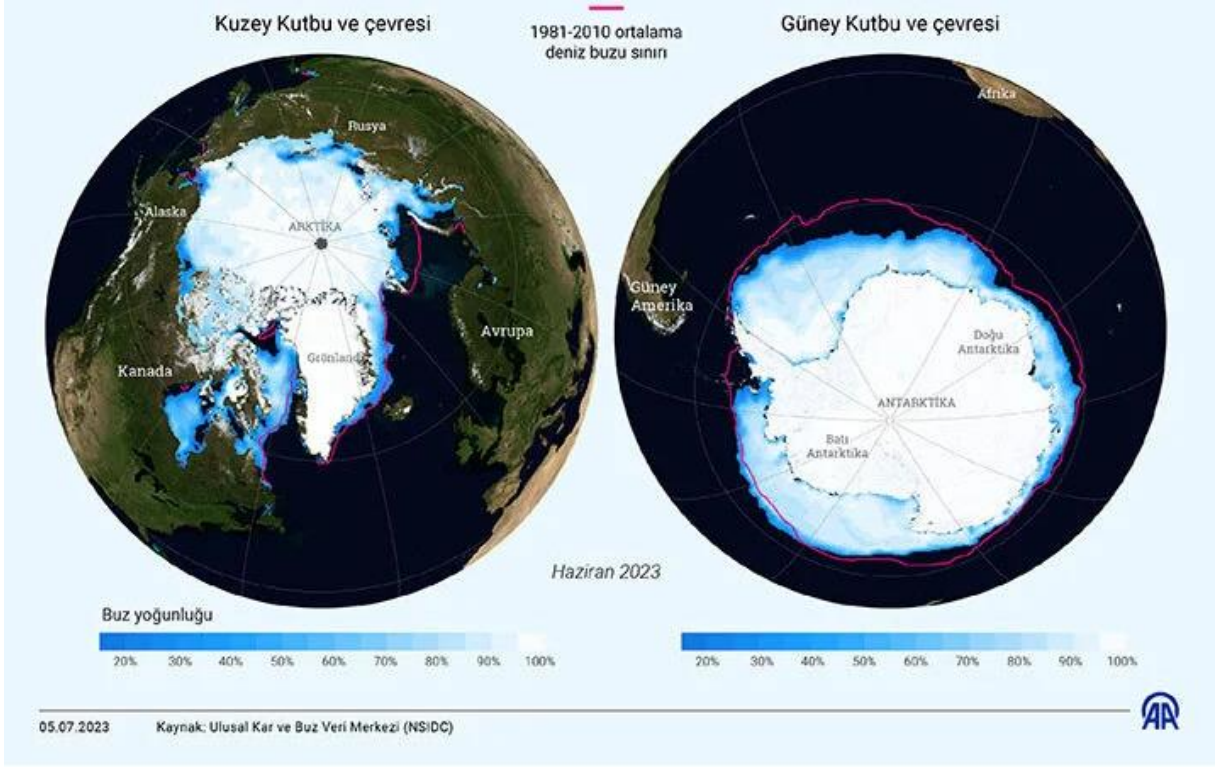 Kuzey Kutbu ve çevresi
1981-2010 ortalama
deniz buzu sınırı
Güney Kutbu ve çevresi
Rusya
Alaska
ARKTİKA
Grönland
Kanada
Avrupa
Afrika
Güney
Amerika
Doğu
Antarktika
ANTARKTİKA
Batı
Antarktika
Haziran 2023
Buz yoğunluğu
20% 30% 40% 50% 60% 70% 80% 90% 100%
20% 30% 40% 50% 60% 70% 80% 90% 100%
05.07.2023 Kaynak: Ulusal Kar ve Buz Veri Merkezi (NSIDC)
AA